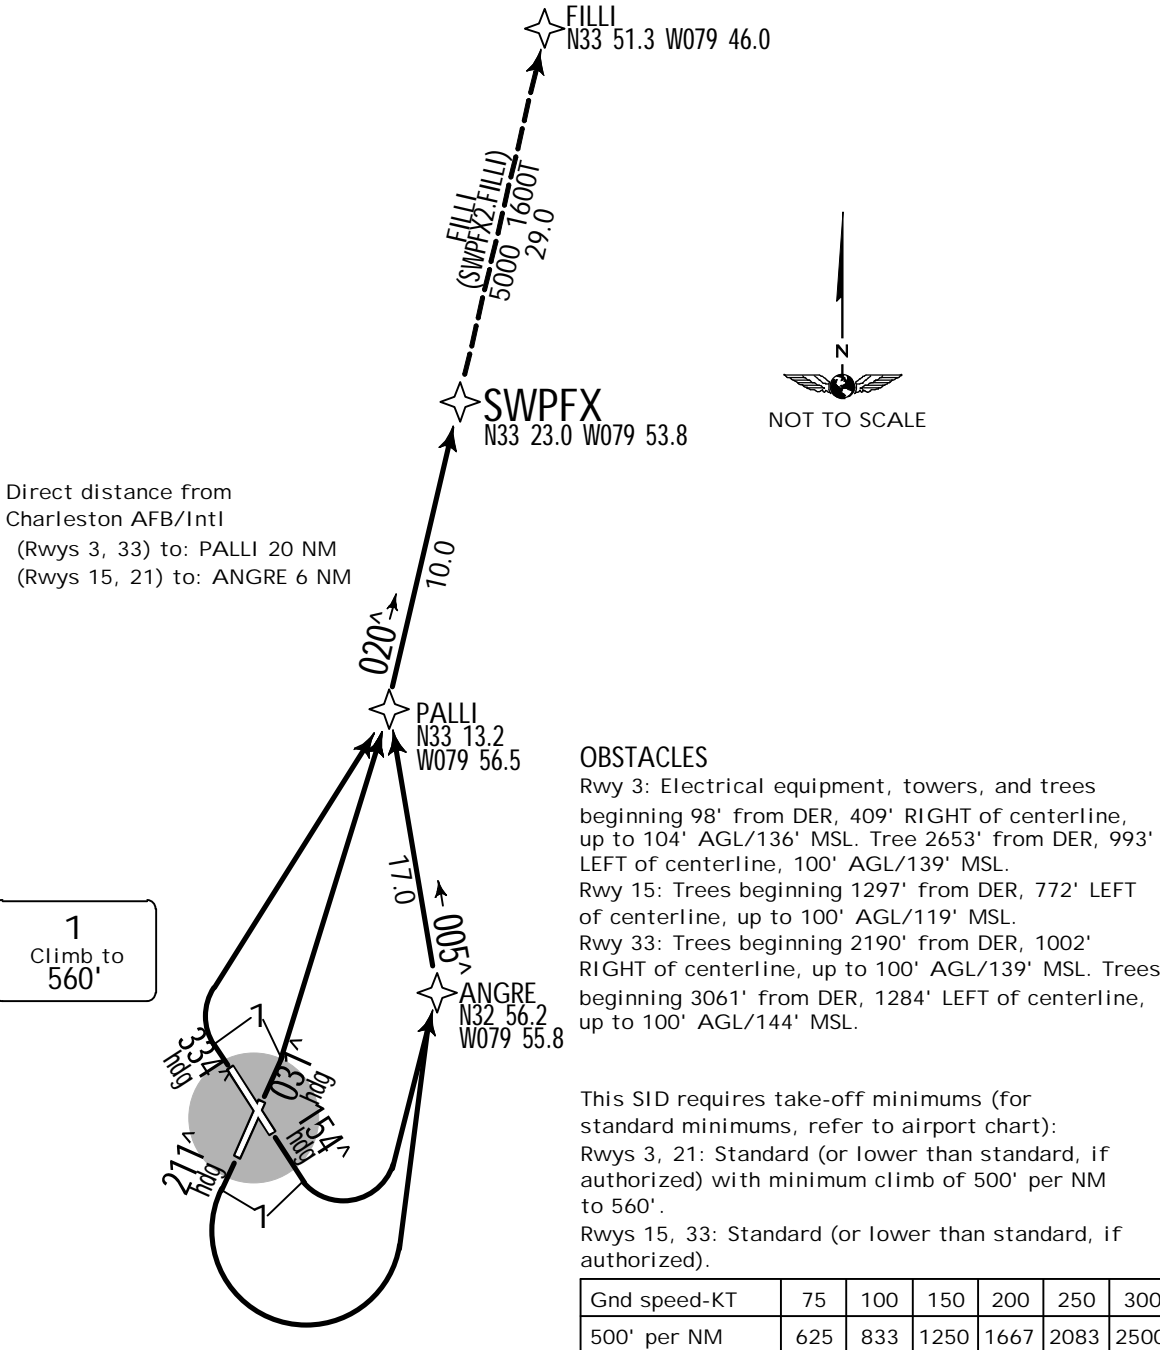 FILLI
N33 51.3 W079 46.0
FILLI
(SWPFX2.FILLI)
5000 1600T
29.0
N
NOT TO SCALE
SWPFX
N33 23.0 W079 53.8
Direct distance from
Charleston AFB/Intl
(Rwys 3, 33) to: PALLI 20 NM
(Rwys 15, 21) to: ANGRE 6 NM
10.0
020^
PALLI
N33 13.2
W079 56.5
OBSTACLES
Rwy 3: Electrical equipment, towers, and trees
beginning 98' from DER, 409' RIGHT of centerline,
up to 104' AGL/136' MSL. Tree 2653' from DER, 993'
LEFT of centerline, 100' AGL/139' MSL.
Rwy 15: Trees beginning 1297' from DER, 772' LEFT
of centerline, up to 100' AGL/119' MSL.
Rwy 33: Trees beginning 2190' from DER, 1002'
RIGHT of centerline, up to 100' AGL/139' MSL. Trees
beginning 3061' from DER, 1284' LEFT of centerline,
up to 100' AGL/144' MSL.
17.0
005^
1
Climb to
560'
ANGRE
N32 56.2
W079 55.8
1
334^
hdg
031^
hdg
154^
hdg
211^
hdg
1
This SID requires take-off minimums (for
standard minimums, refer to airport chart):
Rwys 3, 21: Standard (or lower than standard, if
authorized) with minimum climb of 500' per NM
to 560'.
Rwys 15, 33: Standard (or lower than standard, if
authorized).
Gnd speed-KT 75 100 150 200 250 300
500' per NM 625 833 1250 1667 2083 2500